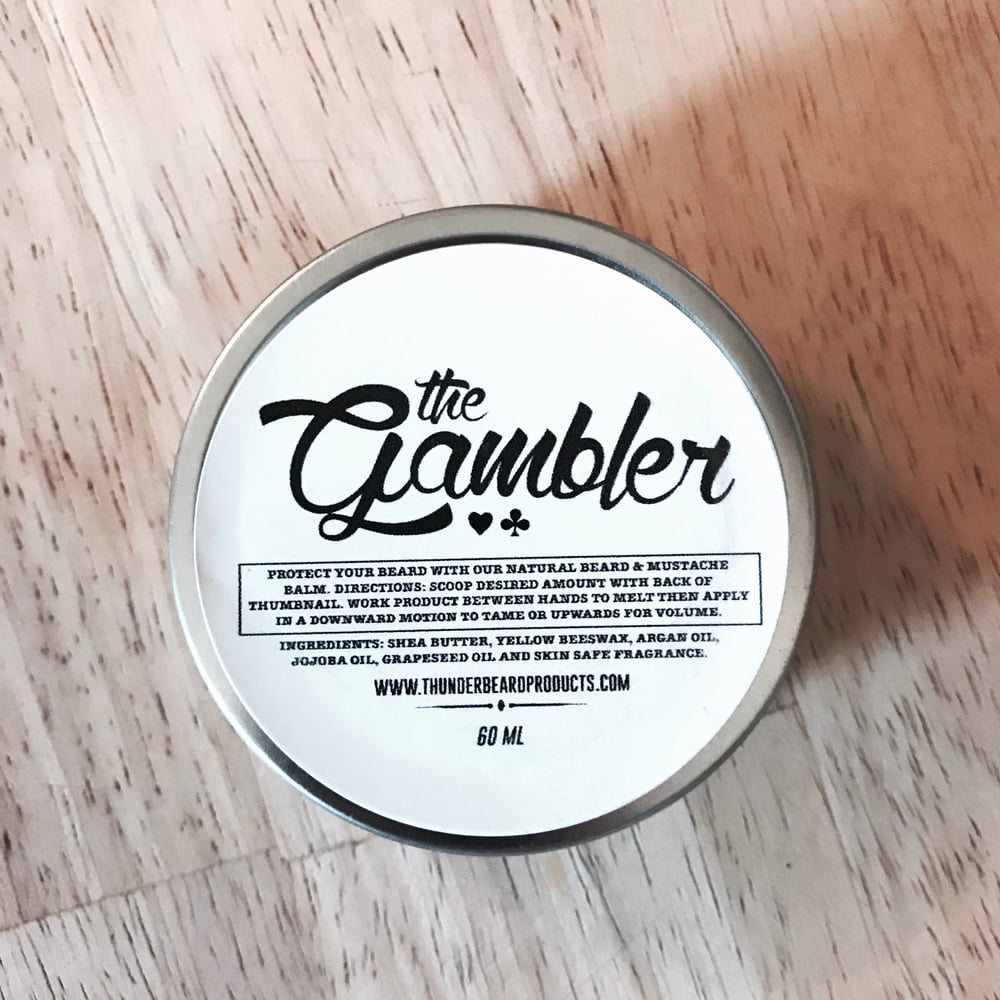 the
Gambler
PROTECT YOUR BEARD WITH OUR NATURAL BEARD & MUSTACHE
BALM. DIRECTIONS: SCOOP DESIRED AMOUNT WITH BACK OF
THUMBNAIL. WORK PRODUCT BETWEEN HANDS TO MELT THEN APPLY
IN A DOWNWARD MOTION TO TAME OR UPWARDS FOR VOLUME.
INGREDIENTS: SHEA BUTTER, YELLOW BEESWAX, ARGAN OIL,
JOJOBA OIL, GRAPESEED OIL AND SKIN SAFE FRAGRANCE.
WWW.THUNDERBEARDPRODUCTS.COM
60 ML